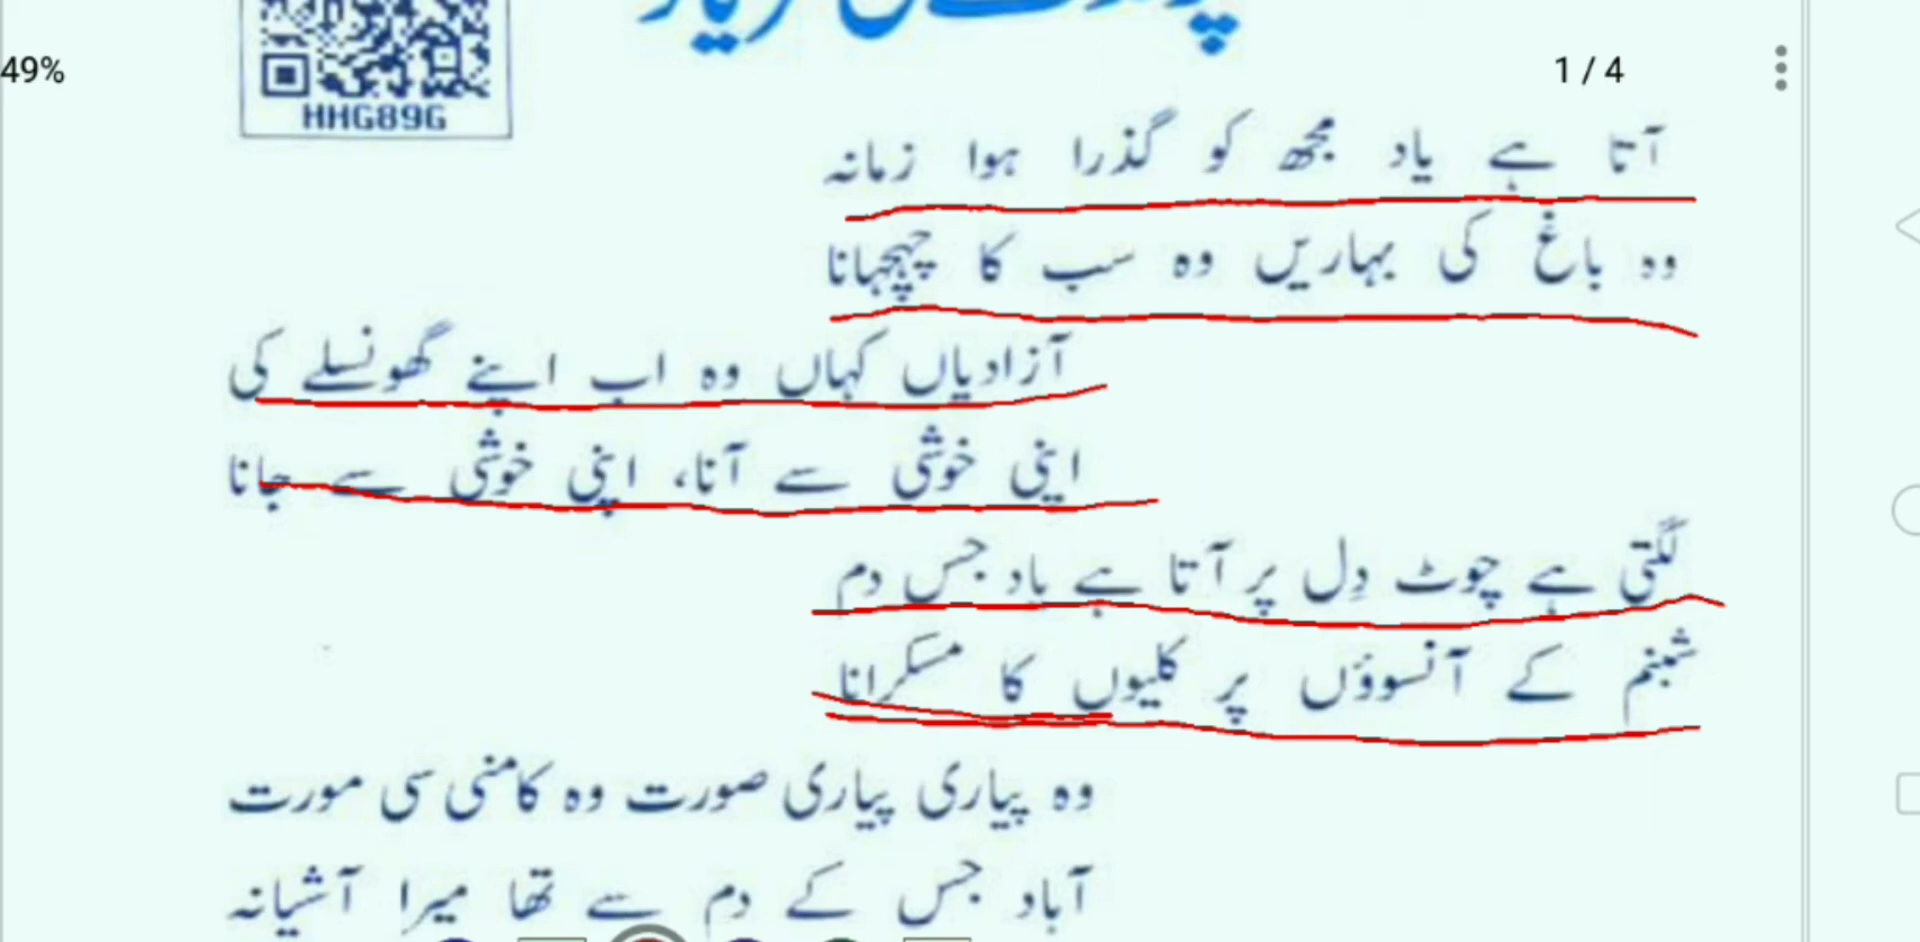 49%
1 / 4
HHG89G
آتا ہے یاد مجھ کو گذرا ہوا زمانہ
وہ باغ کی بہاریں وہ سب کا چہچہانا
آزادیاں کہاں وہ اب اپنے گھونسلے کی
اپنی خوشی سے آنا، اپنی خوشی سے جانا
لگتی ہے چوٹ دِل پر آتا ہے یاد جس دم
شبنم کے آنسوؤں پر کلیوں کا مسکرانا
وہ پیاری پیاری صورت وہ کامنی سی مورت
آباد جس کے دم سے تھا میرا آشیانہ